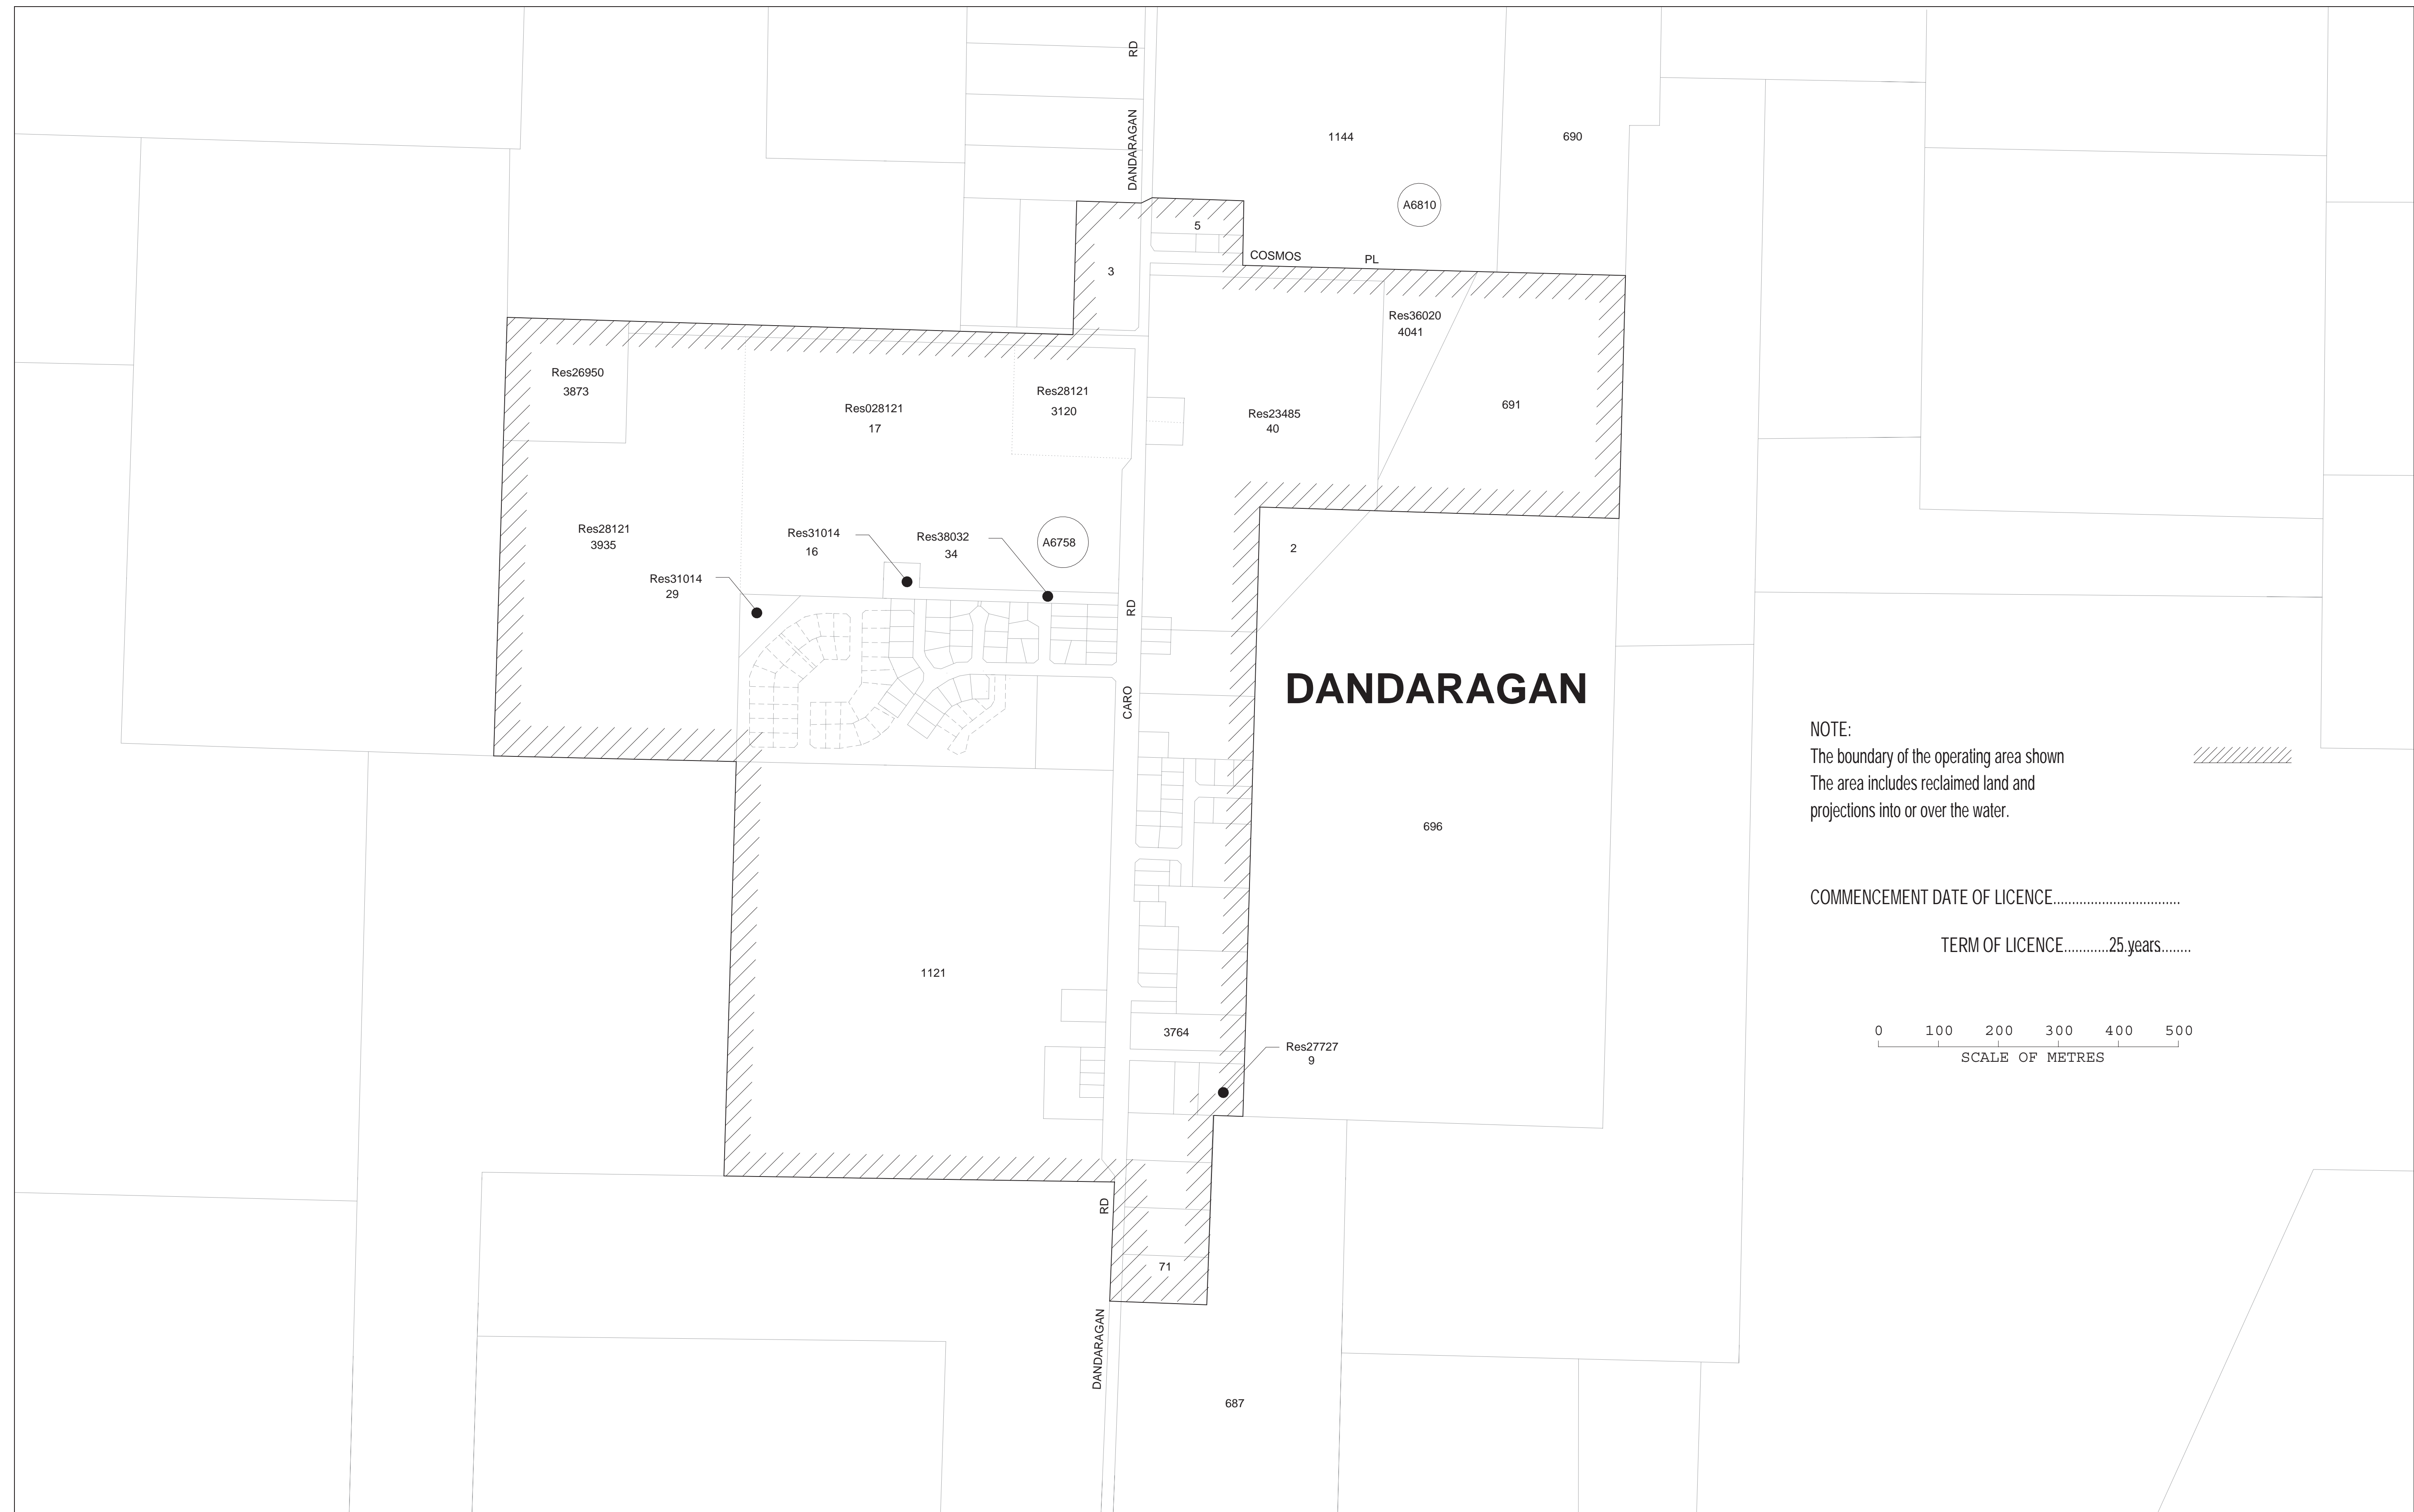 RD
DANDARAGAN
1144
690
A6810
5
COSMOS PL
3
Res36020
4041
Res26950
3873
Res028121
17
Res28121
3120
Res23485
40
691
Res28121
3935
Res31014
16
Res38032
34
A6758
2
Res31014
29
RD
CARO
DANDARAGAN
NOTE:
The boundary of the operating area shown
The area includes reclaimed land and
projections into or over the water.
696
COMMENCEMENT DATE OF LICENCE..................................
TERM OF LICENCE............25 years........
1121
3764
0 100 200 300 400 500
SCALE OF METRES
Res27727
9
RD
71
DANDARAGAN
687